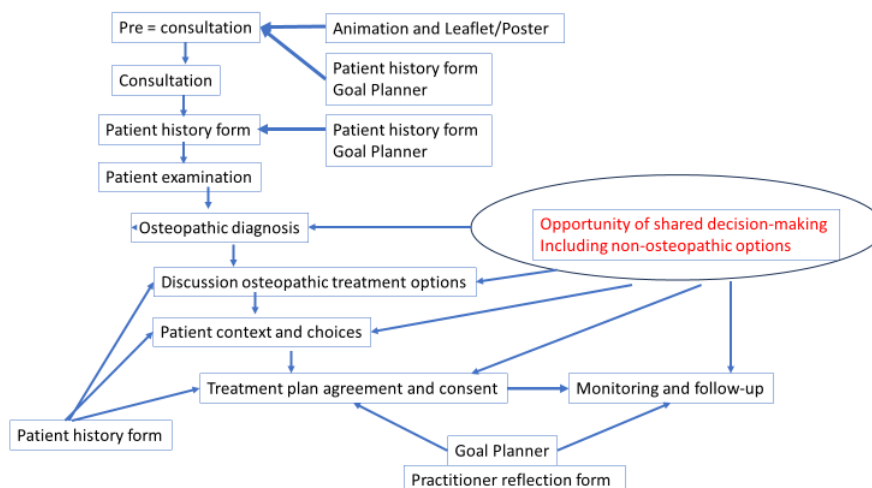 Pre = consultation
Animation and Leaflet/Poster
Patient history form
Goal Planner
Consultation
Patient history form
Patient history form
Goal Planner
Patient examination
Osteopathic diagnosis
Opportunity of shared decision-making
Including non-osteopathic options
Discussion osteopathic treatment options
Patient context and choices
Treatment plan agreement and consent
Monitoring and follow-up
Patient history form
Goal Planner
Practitioner reflection form